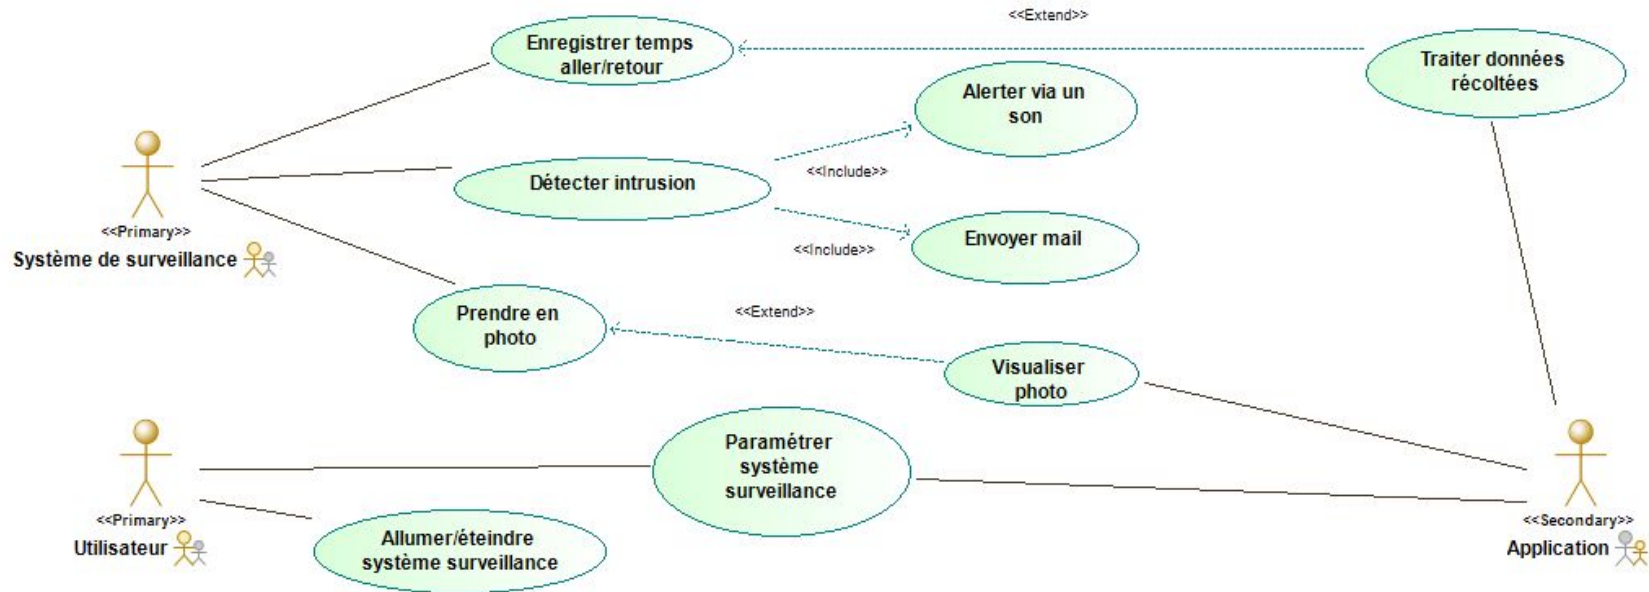 <<Extend>>
Enregistrer temps
aller/retour
Traiter données
récoltées
Alerter via un
son
<<Include>>
Détecter intrusion
<<Primary>>
Système de surveillance
<<Include>>
Envoyer mail
Prendre en
photo
<<Extend>>
Visualiser
photo
Paramétrer
système
surveillance
<<Primary>>
Utilisateur
Allumer/éteindre
système surveillance
<<Secondary>>
Application